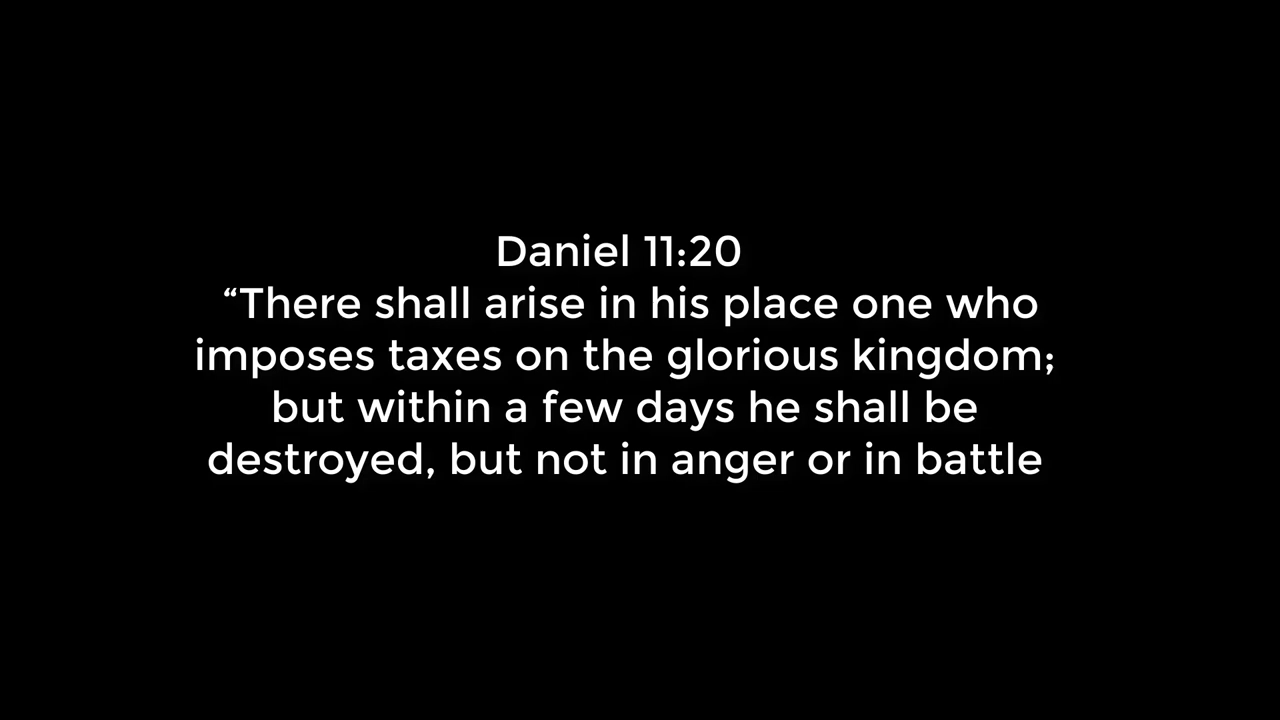 Daniel 11:20
“There shall arise in his place one who
imposes taxes on the glorious kingdom;
but within a few days he shall be
destroyed, but not in anger or in battle